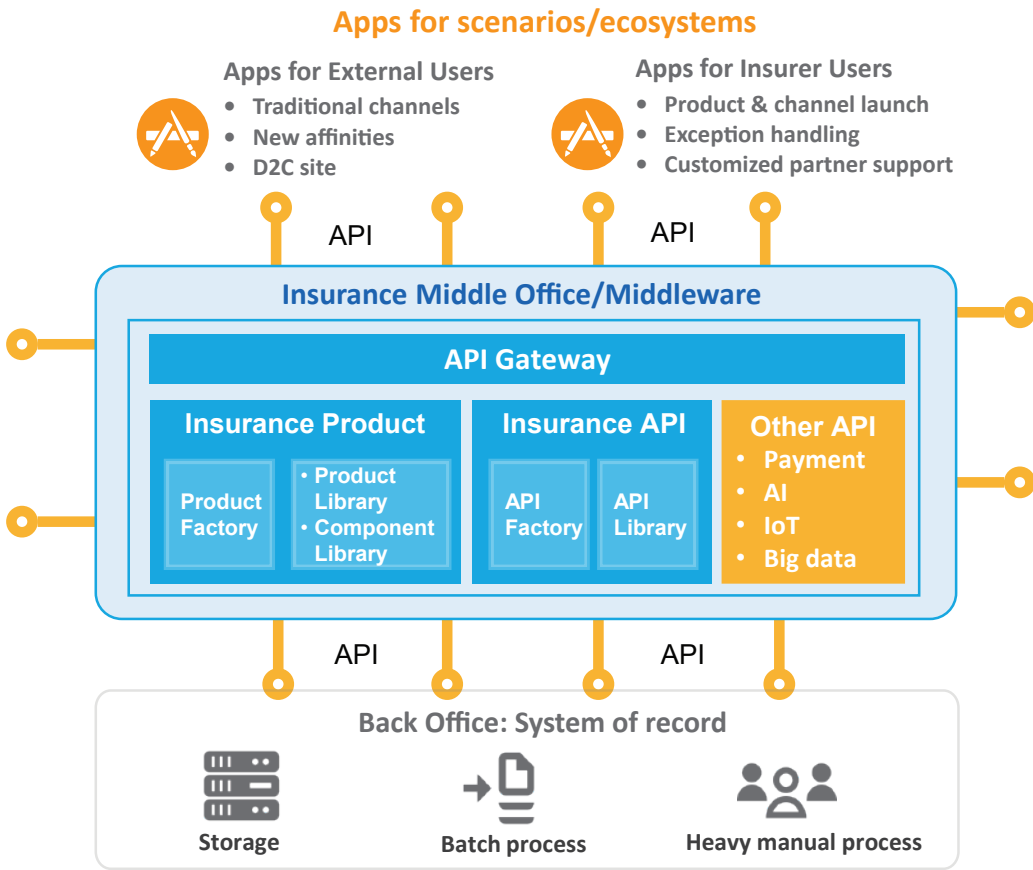 Apps for scenarios/ecosystems
Apps for External Users
• Traditional channels
• New affinities
• D2C site
Apps for Insurer Users
• Product & channel launch
• Exception handling
• Customized partner support
API
API
Insurance Middle Office/Middleware
API Gateway
Insurance Product
Product
Factory
• Product
Library
• Component
Library
Insurance API
API
Factory
API
Library
Other API
• Payment
• AI
• IoT
• Big data
API
API
Back Office: System of record
Storage
Batch process
Heavy manual process